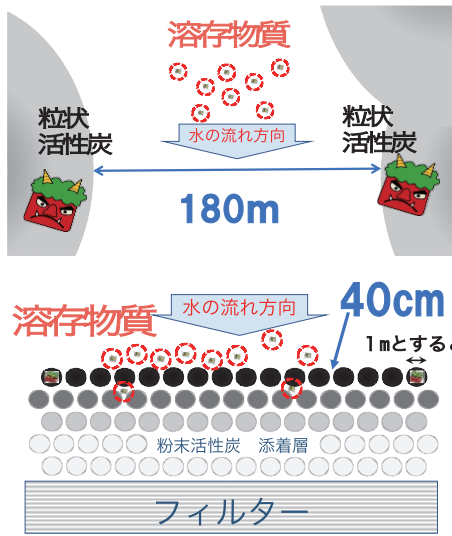 溶存物質
粒状
活性炭
粒状
活性炭
水の流れ方向
180m
水の流れ方向
40cm
溶存物質
1mとする
粉末活性炭　添着層
フィルター